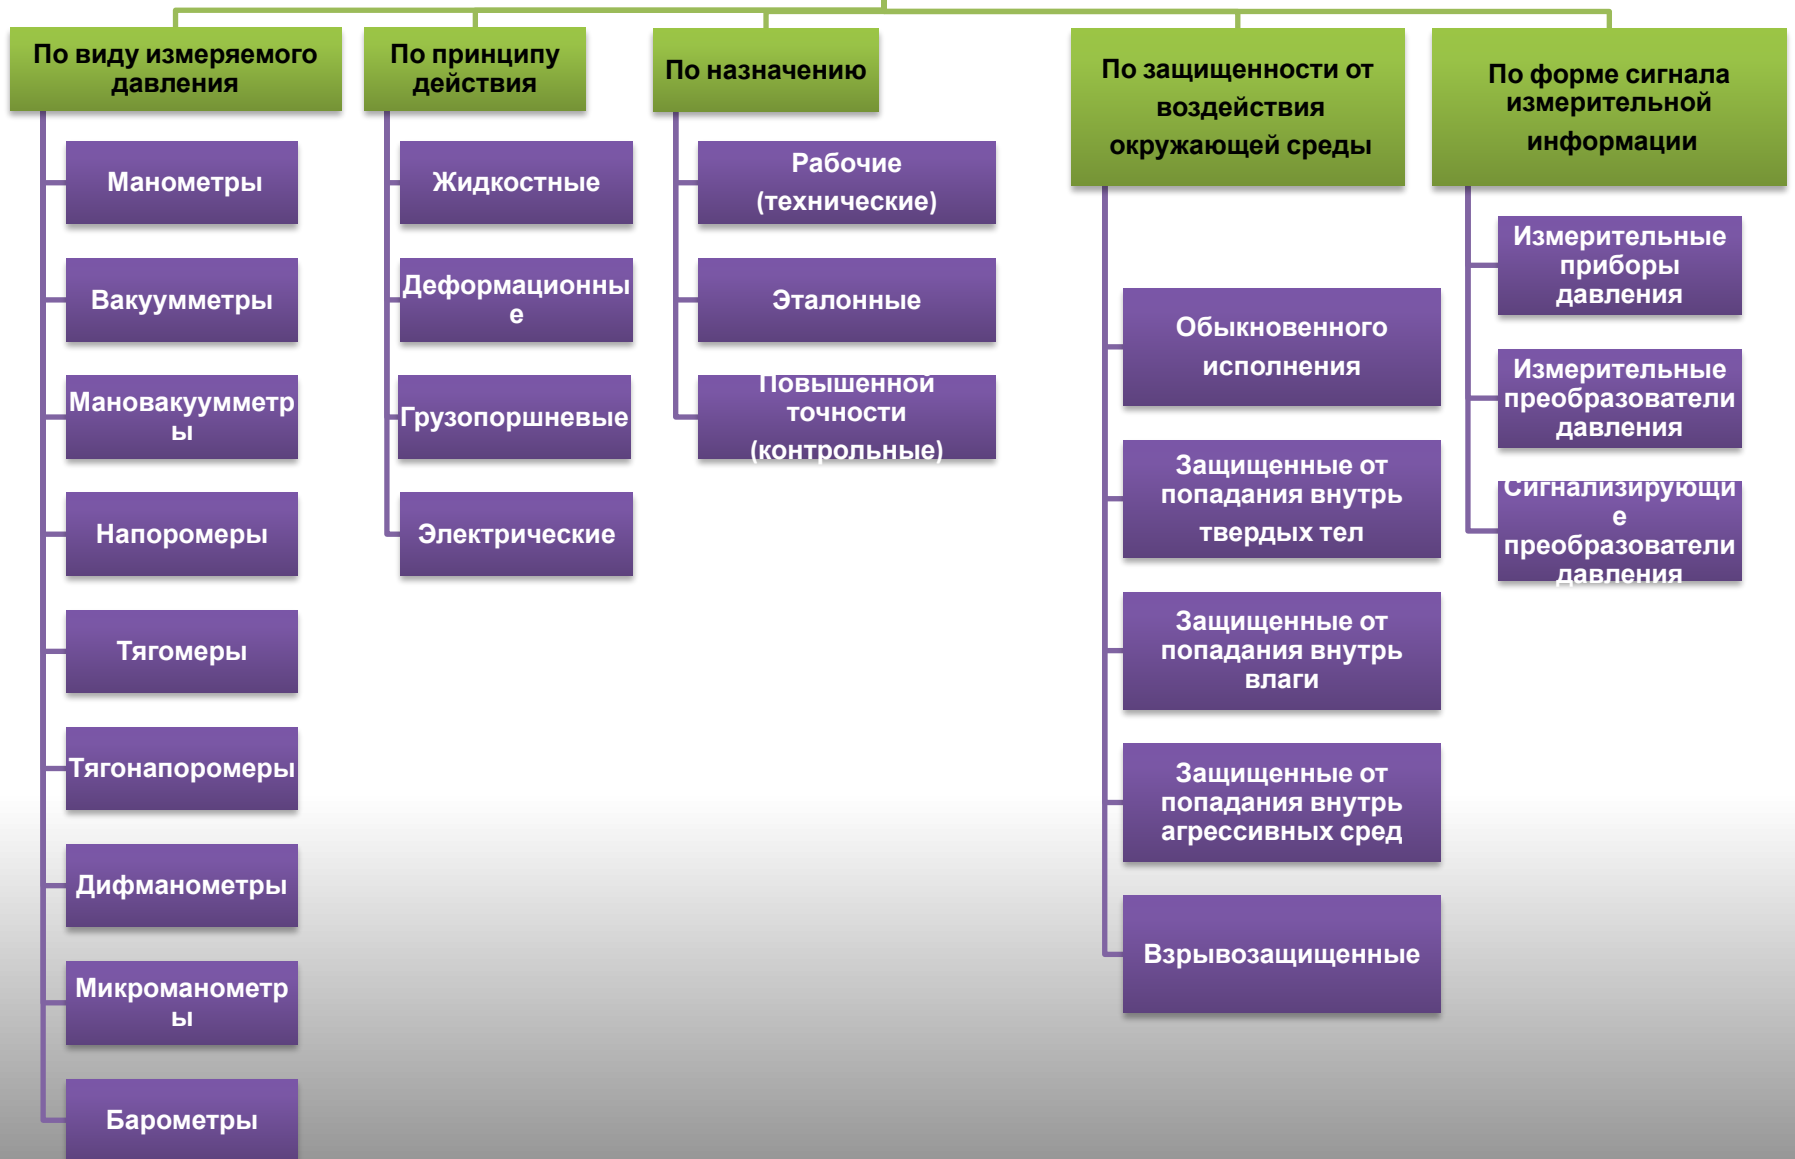 По виду измеряемого
давления
Манометры
Вакуумметры
Мановакуумметр
ы
Напоромеры
Тягомеры
Тягонапоромеры
Дифманометры
Микроманометр
ы
Барометры
По принципу
действия
Жидкостные
Деформационны
е
Грузопоршневые
Электрические
По назначению
Рабочие
(технические)
Эталонные
Повышенной
точности
(контрольные)
По защищенности от
воздействия
окружающей среды
Обыкновенного
исполнения
Защищенные от
попадания внутрь
твердых тел
Защищенные от
попадания внутрь
влаги
Защищенные от
попадания внутрь
агрессивных сред
Взрывозащищенные
По форме сигнала
измерительной
информации
Измерительные
приборы
давления
Измерительные
преобразователи
давления
Сигнализирующи
е
преобразователи
давления